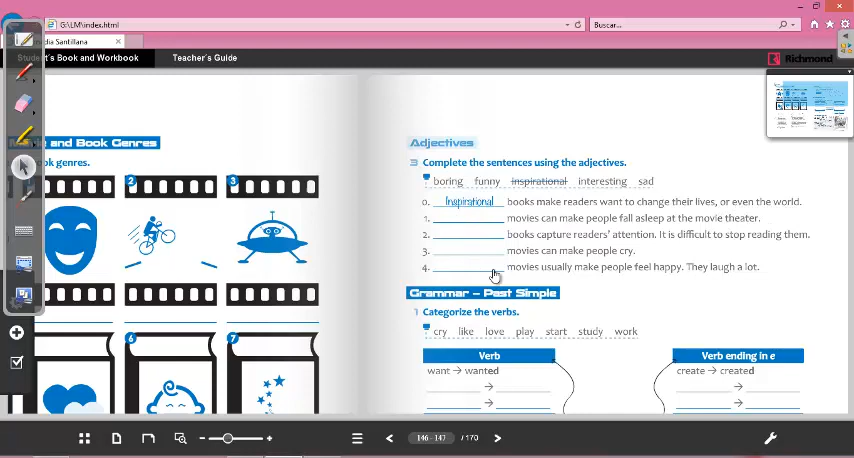 G:\LM\index.html
Buscar...
media Santillana
Student's Book and Workbook
Teacher's Guide
Richmond
and Book Genres
ok genres.
2
3
6
7
Adjectives
3 Complete the sentences using the adjectives.
boring funny inspirational interesting sad
0. Inspirational books make readers want to change their lives, or even the world.
1. movies can make people fall asleep at the movie theater.
2. books capture readers' attention. It is difficult to stop reading them.
3. movies can make people cry.
4. movies usually make people feel happy. They laugh a lot.
Grammar – Past Simple
1 Categorize the verbs.
cry like love play start study work
Verb
want → wanted
→
→
Verb ending in e
create → created
→
→
146-147 / 170